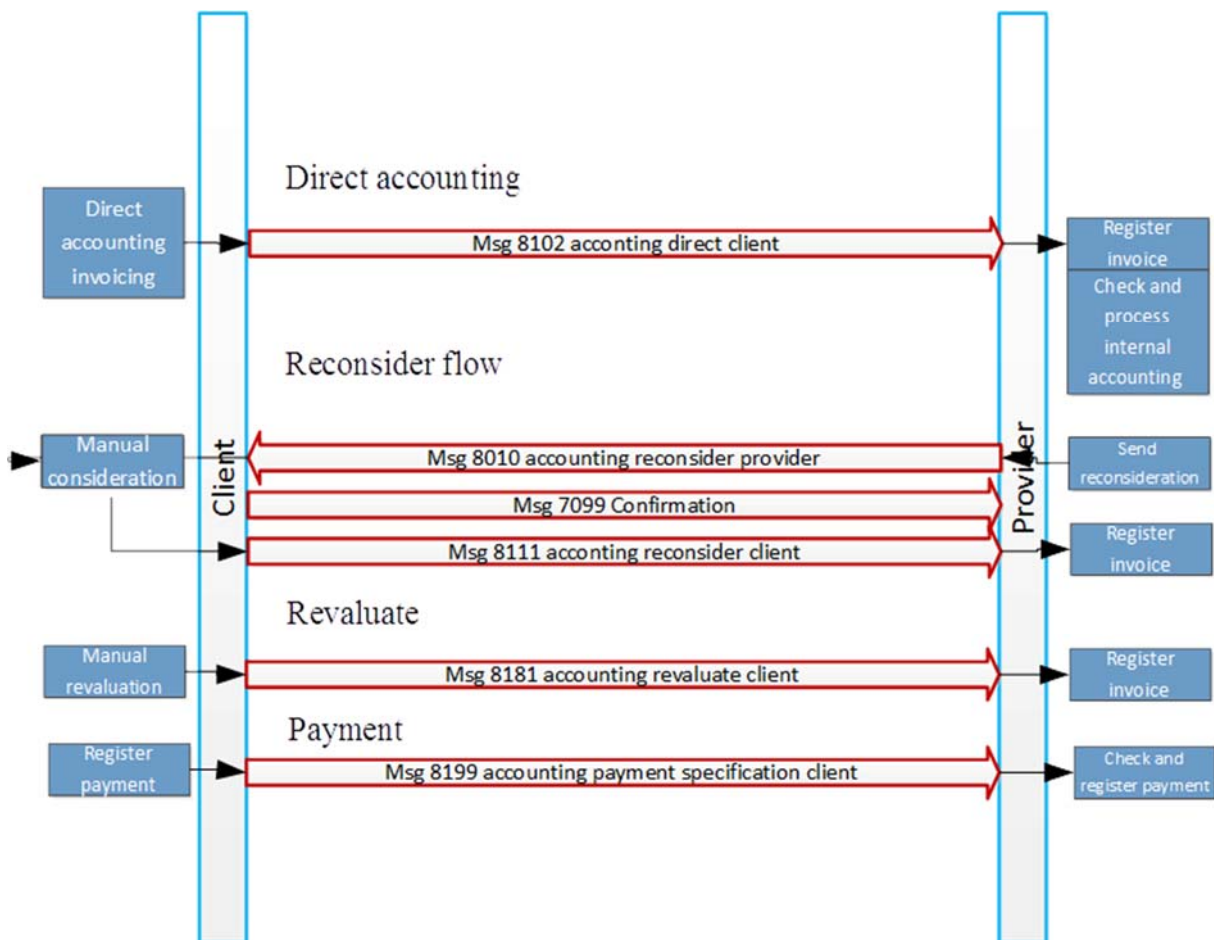 Direct accounting
Direct
accounting
invoicing
Msg 8102 acconting direct client
Register
invoice
Check and
process
internal
accounting
Reconsider flow
Manual
consideration
Client
Msg 8010 accounting reconsider provider
Provider
Send
reconsideration
Msg 7099 Confirmation
Msg 8111 acconting reconsider client
Register
invoice
Revaluate
Manual
revaluation
Msg 8181 accounting revaluate client
Register
invoice
Payment
Register
payment
Msg 8199 accounting payment specification client
Check and
register payment